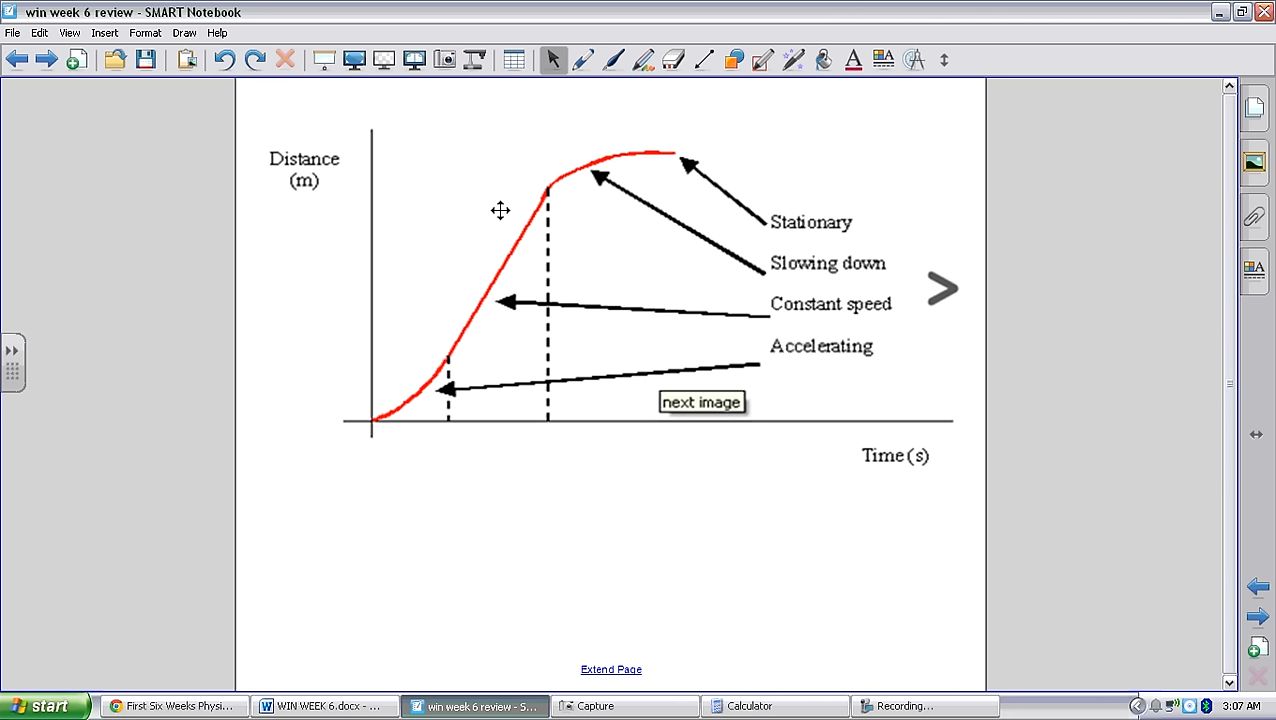 win week 6 review - SMART Notebook
File Edit View Insert Format Draw Help
Distance
(m)
Stationary
Slowing down
Constant speed
Accelerating
next image
Time (s)
Extend Page
start
First Six Weeks Physi...
WIN WEEK 6.docx - ...
win week 6 review - S...
Capture
Calculator
Recording...
3:07 AM